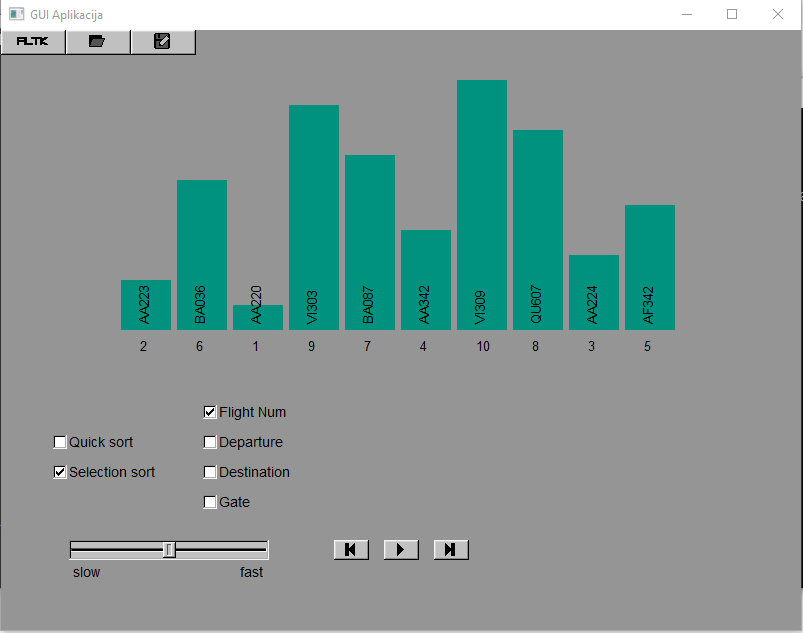 GUI Aplikacija
FLTK
AA223 BA036 AA220 VI303 BA087 AA342 VI309 QU607 AA224 AF342
2 6 1 9 7 4 10 8 3 5
Flight Num
Quick sort Departure
Selection sort Destination
Gate
slow fast